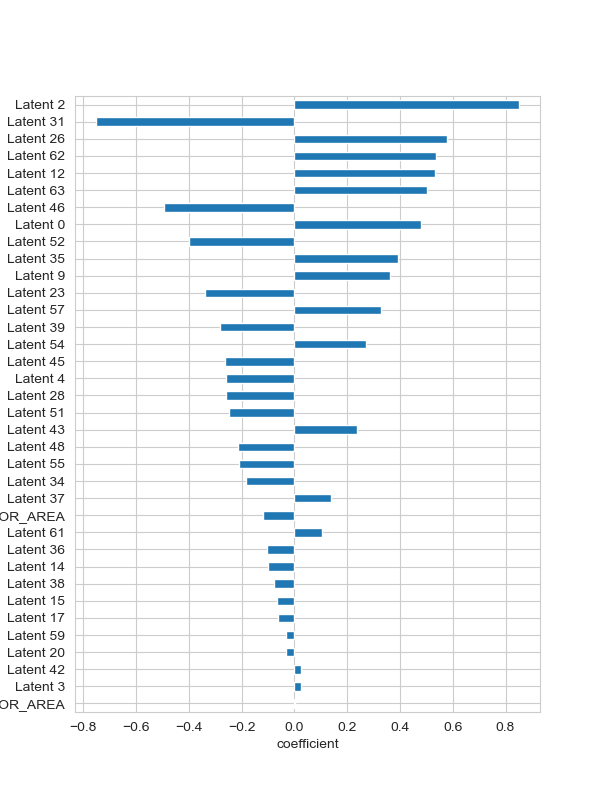 Latent 2
Latent 31
Latent 26
Latent 62
Latent 12
Latent 63
Latent 46
Latent 0
Latent 52
Latent 35
Latent 9
Latent 23
Latent 57
Latent 39
Latent 54
Latent 45
Latent 4
Latent 28
Latent 51
Latent 43
Latent 48
Latent 55
Latent 34
Latent 37
OR_AREA
Latent 61
Latent 36
Latent 14
Latent 38
Latent 15
Latent 17
Latent 59
Latent 20
Latent 42
Latent 3
OR_AREA
−0.8 −0.6 −0.4 −0.2 0.0 0.2 0.4 0.6 0.8
coefficient